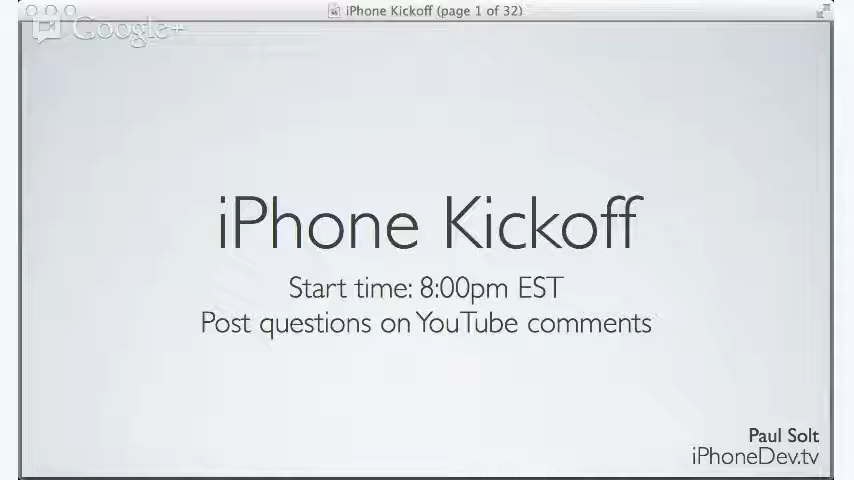 iPhone Kickoff (page 1 of 32)
Google+
iPhone Kickoff
Start time: 8:00pm EST
Post questions on YouTube comments
Paul Solt
iPhoneDev.tv